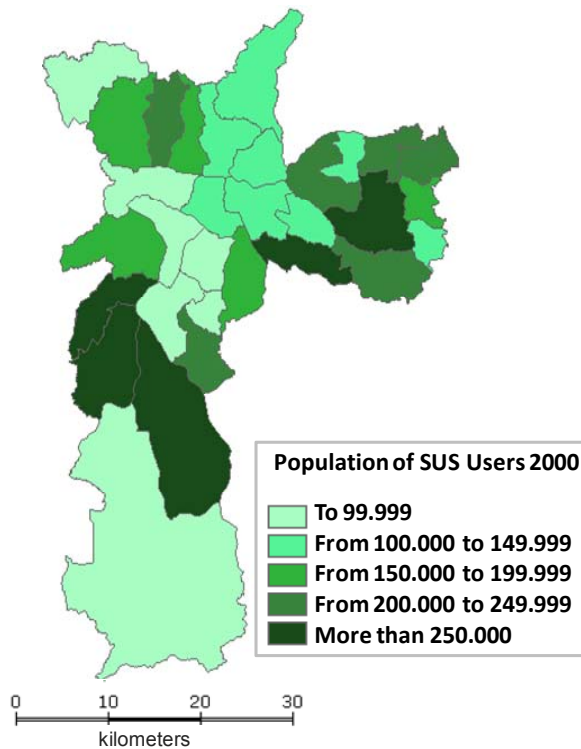 Population of SUS Users 2000
To 99.999
From 100.000 to 149.999
From 150.000 to 199.999
From 200.000 to 249.999
More than 250.000
0 10 20 30
kilometers